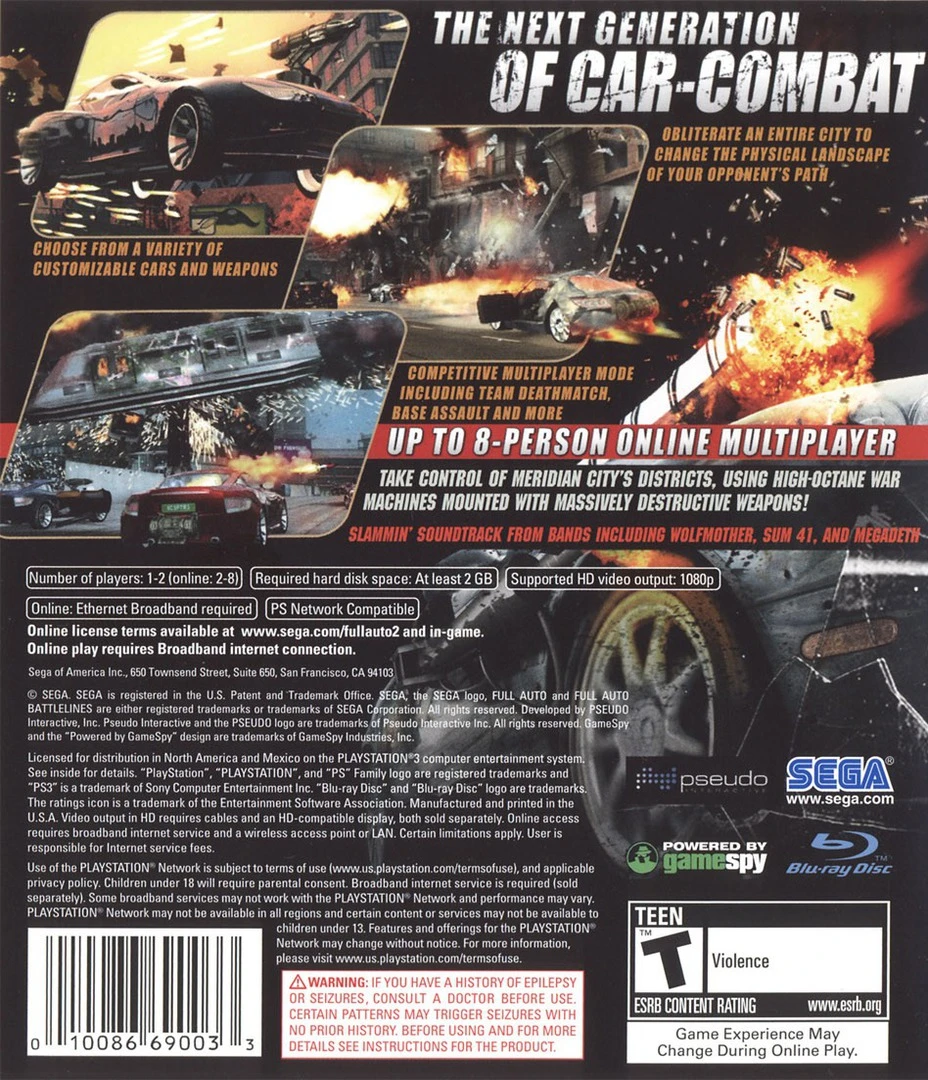 THE NEXT GENERATION
OF CAR-COMBAT
OBLITERATE AN ENTIRE CITY TO
CHANGE THE PHYSICAL LANDSCAPE
OF YOUR OPPONENT'S PATH
CHOOSE FROM A VARIETY OF
CUSTOMIZABLE CARS AND WEAPONS
COMPETITIVE MULTIPLAYER MODE
INCLUDING TEAM DEATHMATCH,
BASE ASSAULT AND MORE
UP TO 8-PERSON ONLINE MULTIPLAYER
TAKE CONTROL OF MERIDIAN CITY'S DISTRICTS, USING HIGH-OCTANE WAR
MACHINES MOUNTED WITH MASSIVELY DESTRUCTIVE WEAPONS!
SLAMMIN' SOUNDTRACK FROM BANDS INCLUDING WOLFMOTHER, SUM 41, AND MEGADETH
Number of players: 1-2 (online: 2-8) Required hard disk space: At least 2 GB Supported HD video output: 1080p
Online: Ethernet Broadband required PS Network Compatible
Online license terms available at www.sega.com/fullauto2 and in-game.
Online play requires Broadband internet connection.
Sega of America Inc., 650 Townsend Street, Suite 650, San Francisco, CA 94103
© SEGA. SEGA is registered in the U.S. Patent and Trademark Office. SEGA, the SEGA logo, FULL AUTO and FULL AUTO
BATTLELINES are either registered trademarks or trademarks of SEGA Corporation. All rights reserved. Developed by PSEUDO
Interactive, Inc. Pseudo Interactive and the PSEUDO logo are trademarks of Pseudo Interactive Inc. All rights reserved. GameSpy
and the "Powered by GameSpy" design are trademarks of GameSpy Industries, Inc.
Licensed for distribution in North America and Mexico on the PLAYSTATION®3 computer entertainment system.
See inside for details. "PlayStation", "PLAYSTATION", and "PS" Family logo are registered trademarks and
"PS3" is a trademark of Sony Computer Entertainment Inc. "Blu-ray Disc" and "Blu-ray Disc" logo are trademarks.
The ratings icon is a trademark of the Entertainment Software Association. Manufactured and printed in the
U.S.A. Video output in HD requires cables and an HD-compatible display, both sold separately. Online access
requires broadband internet service and a wireless access point or LAN. Certain limitations apply. User is
responsible for Internet service fees.
Use of the PLAYSTATION® Network is subject to terms of use (www.us.playstation.com/termsofuse), and applicable
privacy policy. Children under 18 will require parental consent. Broadband internet service is required (sold
separately). Some broadband services may not work with the PLAYSTATION® Network and performance may vary.
PLAYSTATION® Network may not be available in all regions and certain content or services may not be available to
children under 13. Features and offerings for the PLAYSTATION®
Network may change without notice. For more information,
please visit www.us.playstation.com/termsofuse.
pseudo
INTERACTIVE
SEGA®
www.sega.com
POWERED BY
gamespy
Blu-ray Disc™
0 10086 69003 3
⚠WARNING: IF YOU HAVE A HISTORY OF EPILEPSY
OR SEIZURES, CONSULT A DOCTOR BEFORE USE.
CERTAIN PATTERNS MAY TRIGGER SEIZURES WITH
NO PRIOR HISTORY. BEFORE USING AND FOR MORE
DETAILS SEE INSTRUCTIONS FOR THE PRODUCT.
TEEN
T™
Violence
ESRB CONTENT RATING www.esrb.org
Game Experience May
Change During Online Play.